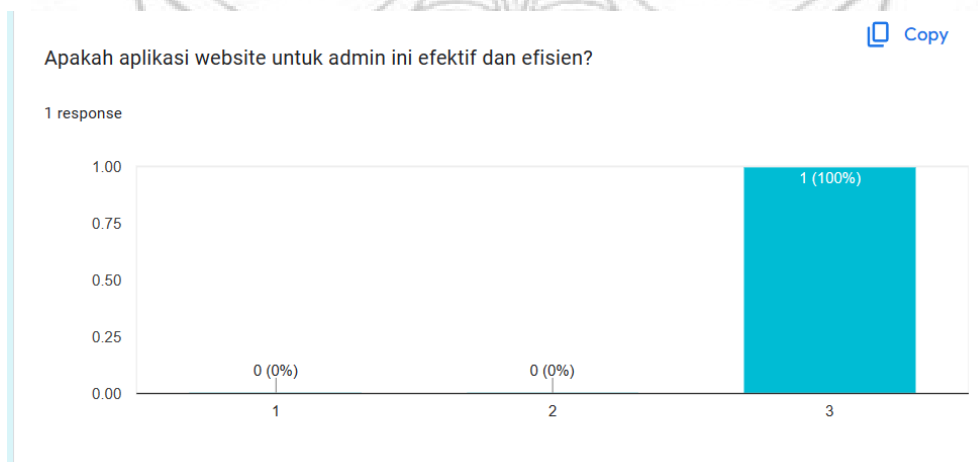 Copy
Apakah aplikasi website untuk admin ini efektif dan efisien?
1 response
1.00
1 (100%)
0.75
0.50
0.25
0 (0%) 0 (0%)
0.00
1 2 3